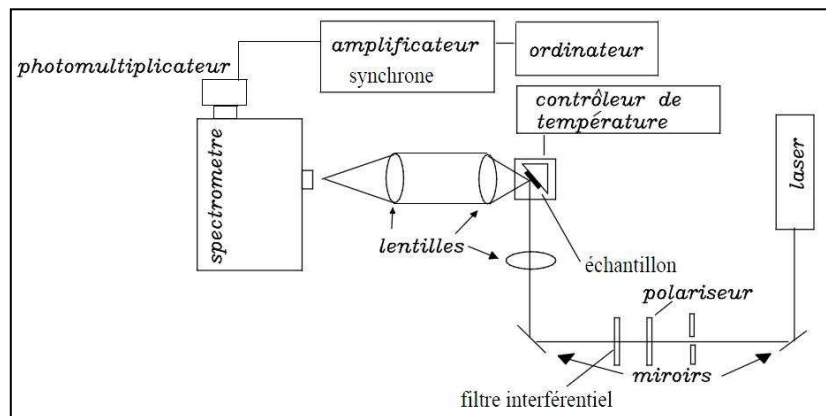 amplificateur
synchrone
ordinateur
photomultiplicateur
contrôleur de
température
laser
spectrometre
lentilles
échantillon
polariseur
miroirs
filtre interférentiel